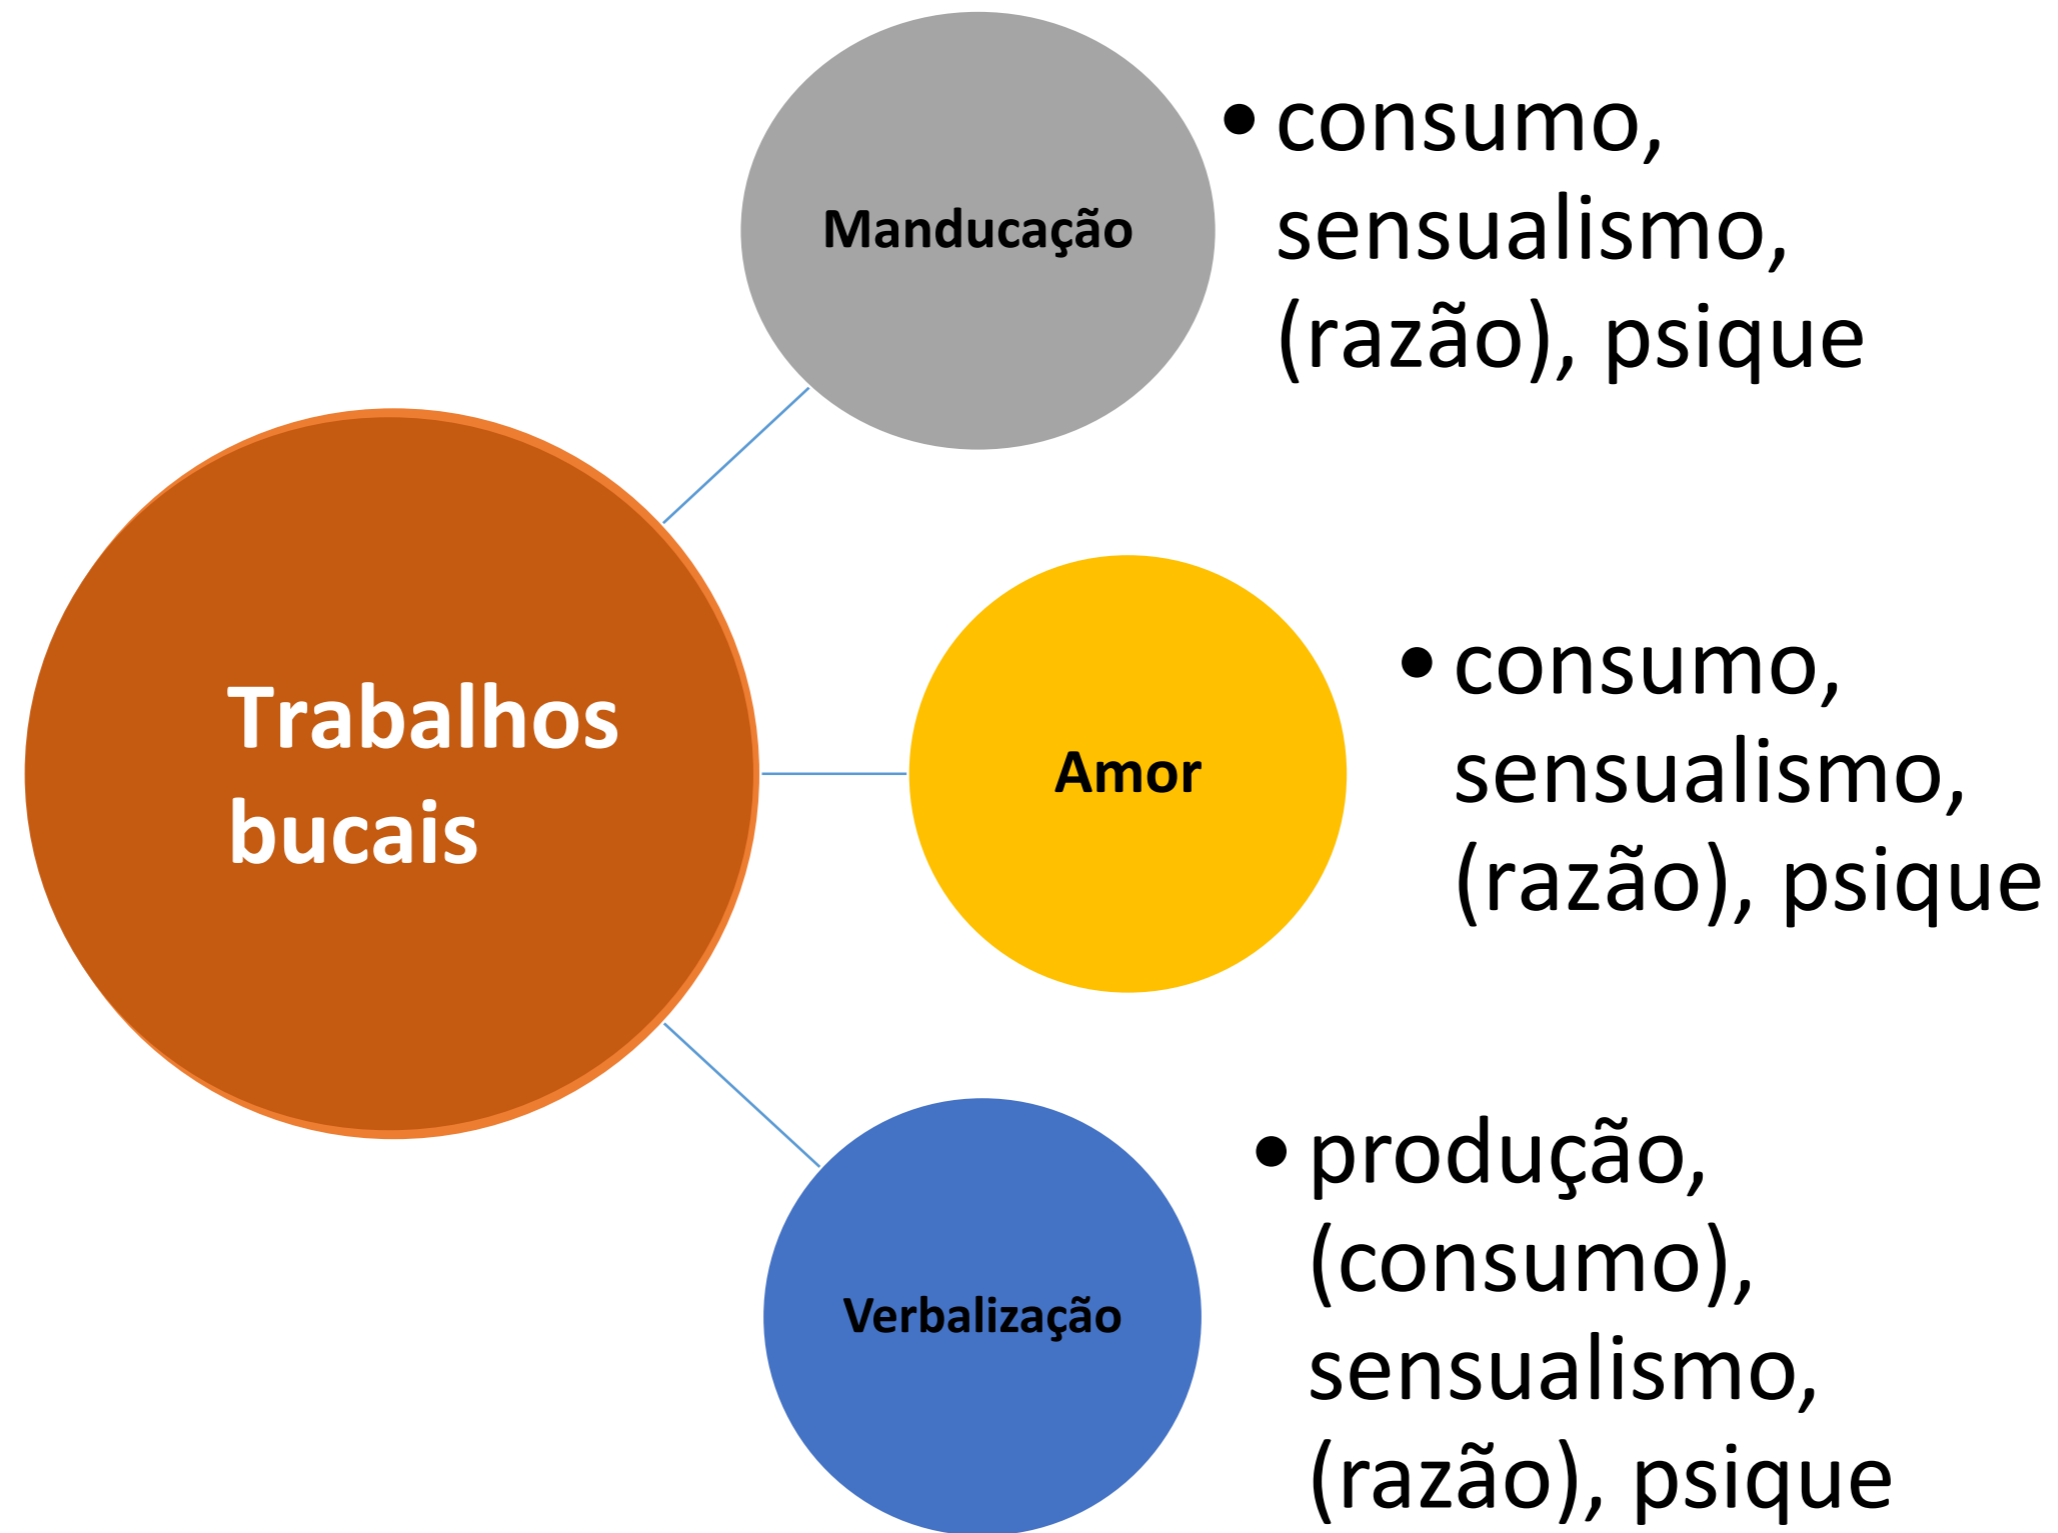 Trabalhos
bucais
Manducação
• consumo,
sensualismo,
(razão), psique
Amor
• consumo,
sensualismo,
(razão), psique
Verbalização
• produção,
(consumo),
sensualismo,
(razão), psique